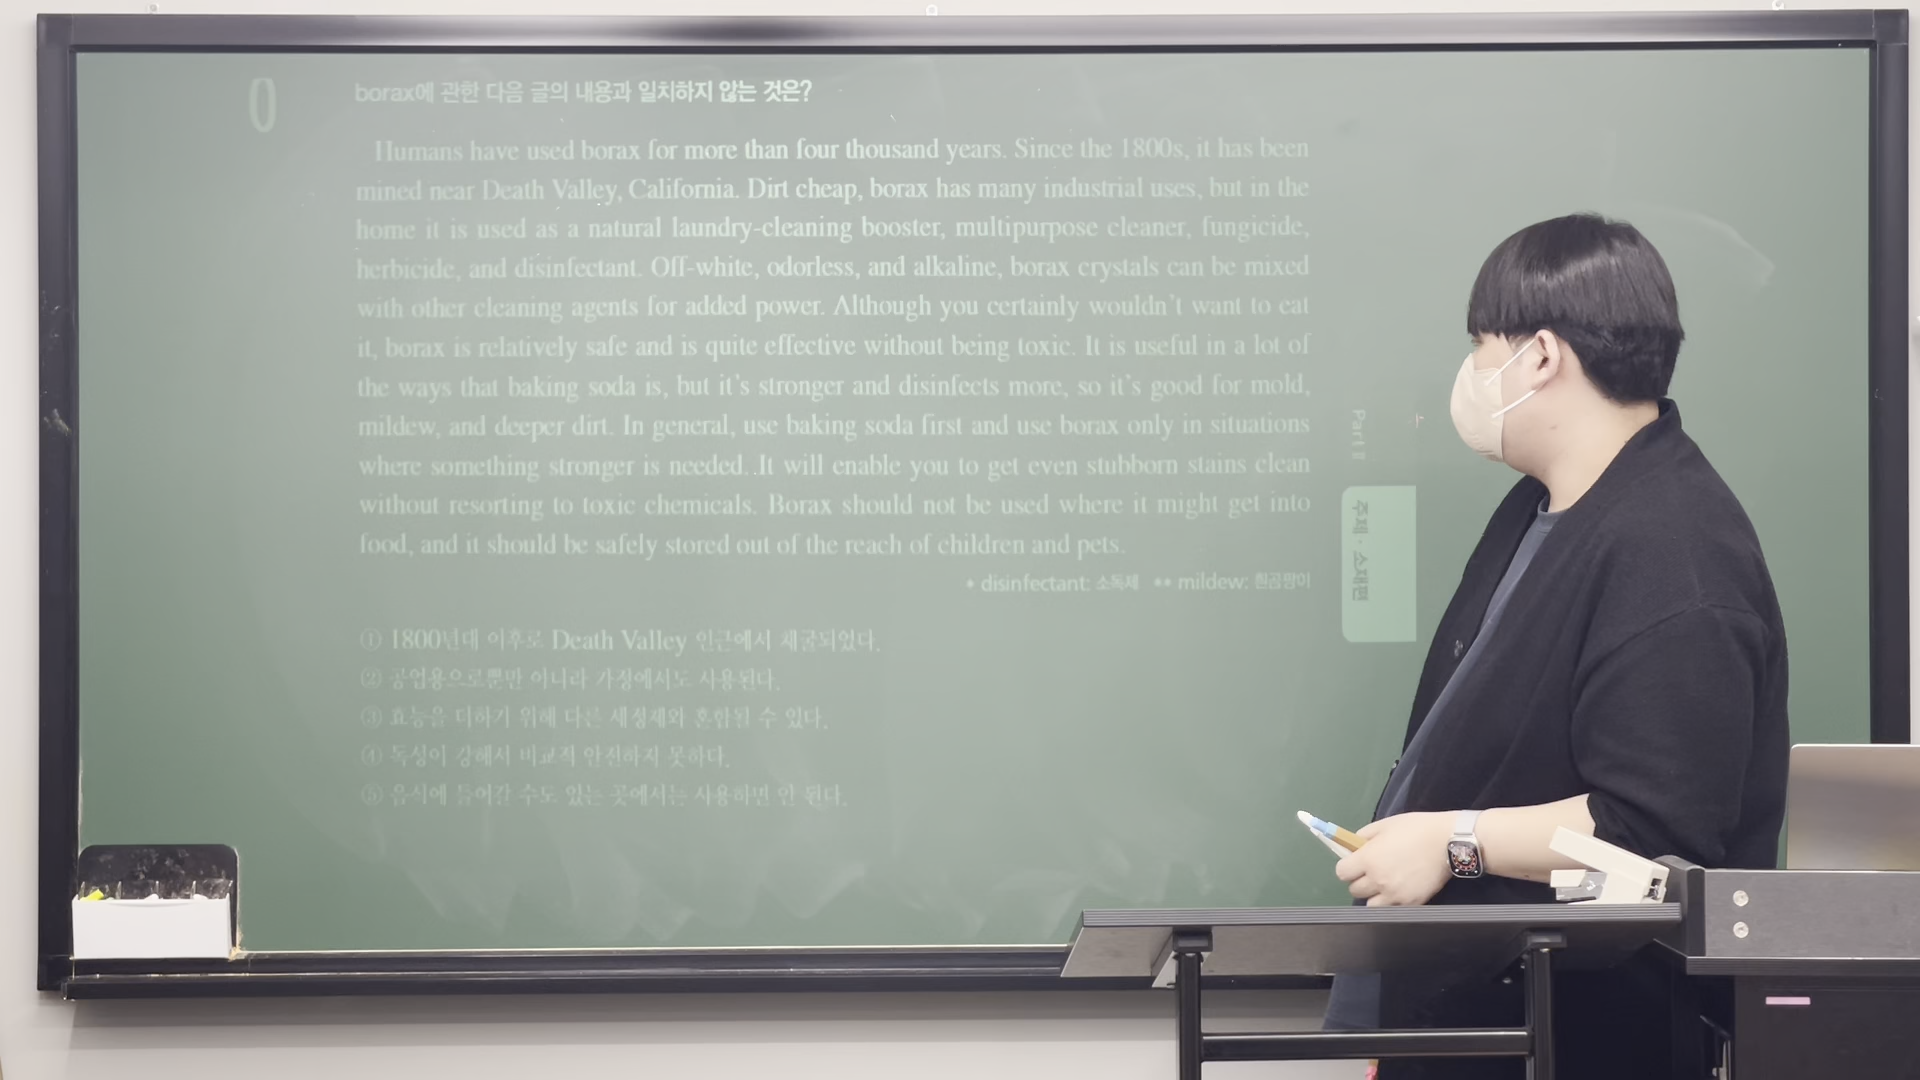 0
borax에 관한 다음 글의 내용과 일치하지 않는 것은?
Humans have used borax for more than four thousand years. Since the 1800s, it has been
mined near Death Valley, California. Dirt cheap, borax has many industrial uses, but in the
home it is used as a natural laundry-cleaning booster, multipurpose cleaner, fungicide,
herbicide, and disinfectant. Off-white, odorless, and alkaline, borax crystals can be mixed
with other cleaning agents for added power. Although you certainly wouldn't want to eat
it, borax is relatively safe and is quite effective without being toxic. It is useful in a lot of
the ways that baking soda is, but it's stronger and disinfects more, so it's good for mold,
mildew, and deeper dirt. In general, use baking soda first and use borax only in situations
where something stronger is needed. It will enable you to get even stubborn stains clean
without resorting to toxic chemicals. Borax should not be used where it might get into
food, and it should be safely stored out of the reach of children and pets.
* disinfectant: 소독제 ** mildew: 흰곰팡이
① 1800년대 이후로 Death Valley 인근에서 채굴되었다.
② 공업용으로뿐만 아니라 가정에서도 사용된다.
③ 효능을 더하기 위해 다른 세정제와 혼합될 수 있다.
④ 독성이 강해서 비교적 안전하지 못하다.
⑤ 음식에 들어갈 수도 있는 곳에서는 사용하면 안 된다.
Part II
주제 · 소재편